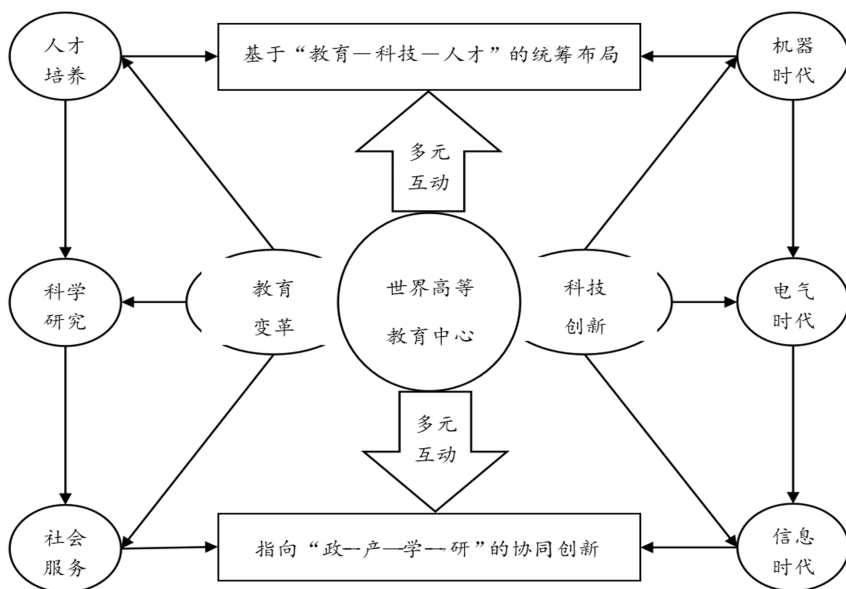 人才
培养
基于“教育—科技—人才”的统筹布局
机器
时代
多元
互动
科学
研究
教育
变革
世界高等
教育中心
科技
创新
电气
时代
多元
互动
社会
服务
指向“政—产—学—研”的协同创新
信息
时代